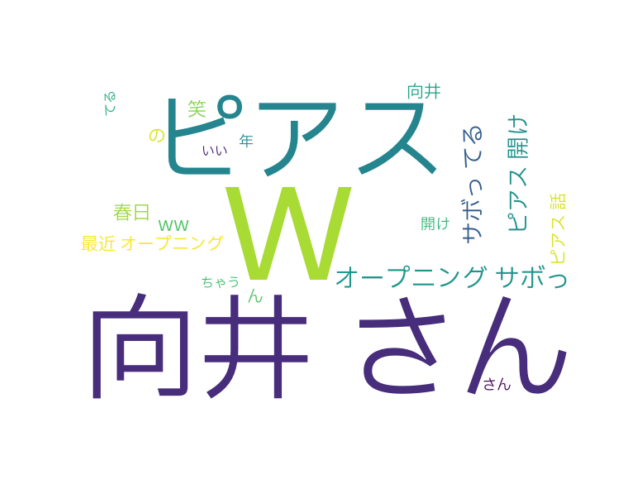 向井
てる
笑
ピアス
の
いい
年
サボっ てる
ピアス 開け
ピアス 話
春日
ww
開け
最近 オープニング
w
オープニング サボっ
ちゃう
ん
向井 さん
さん